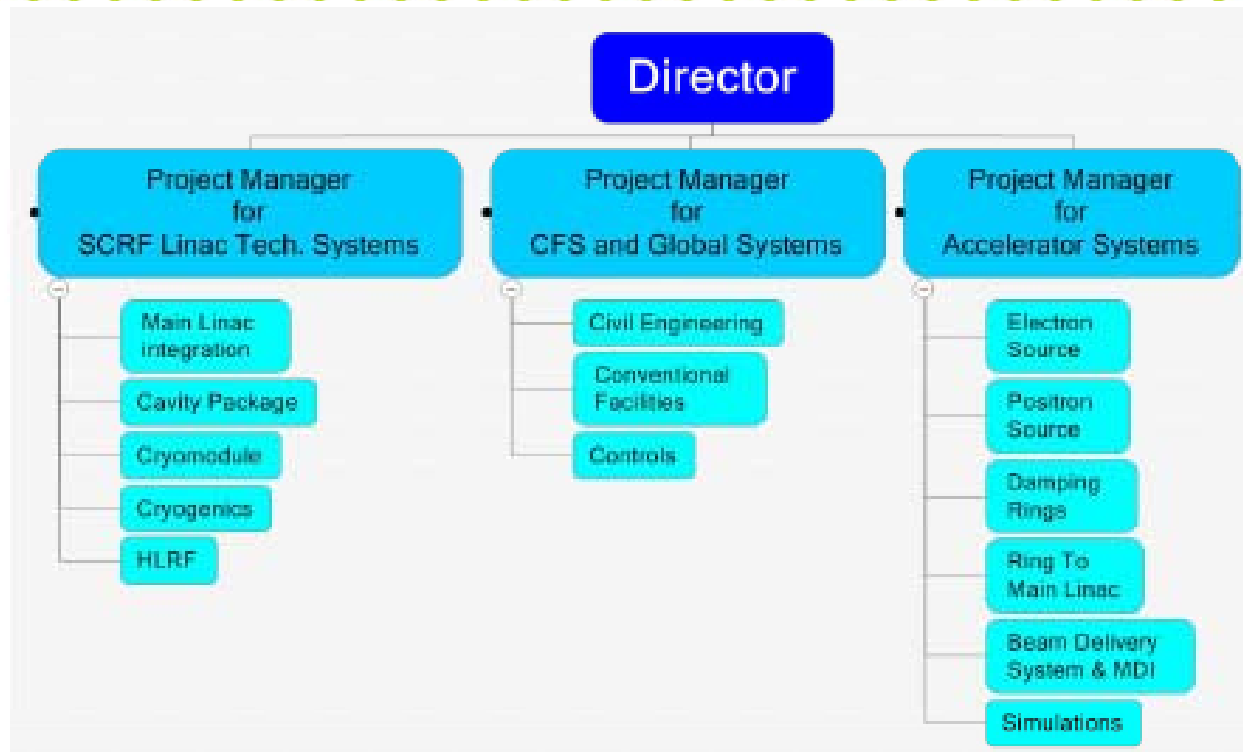 Director
Project Manager
for
SCRF Linac Tech. Systems
Main Linac
integration
Cavity Package
Cryomodule
Cryogenics
HLRF
Project Manager
for
CFS and Global Systems
Civil Engineering
Conventional
Facilities
Controls
Project Manager
for
Accelerator Systems
Electron
Source
Positron
Source
Damping
Rings
Ring To
Main Linac
Beam Delivery
System & MDI
Simulations